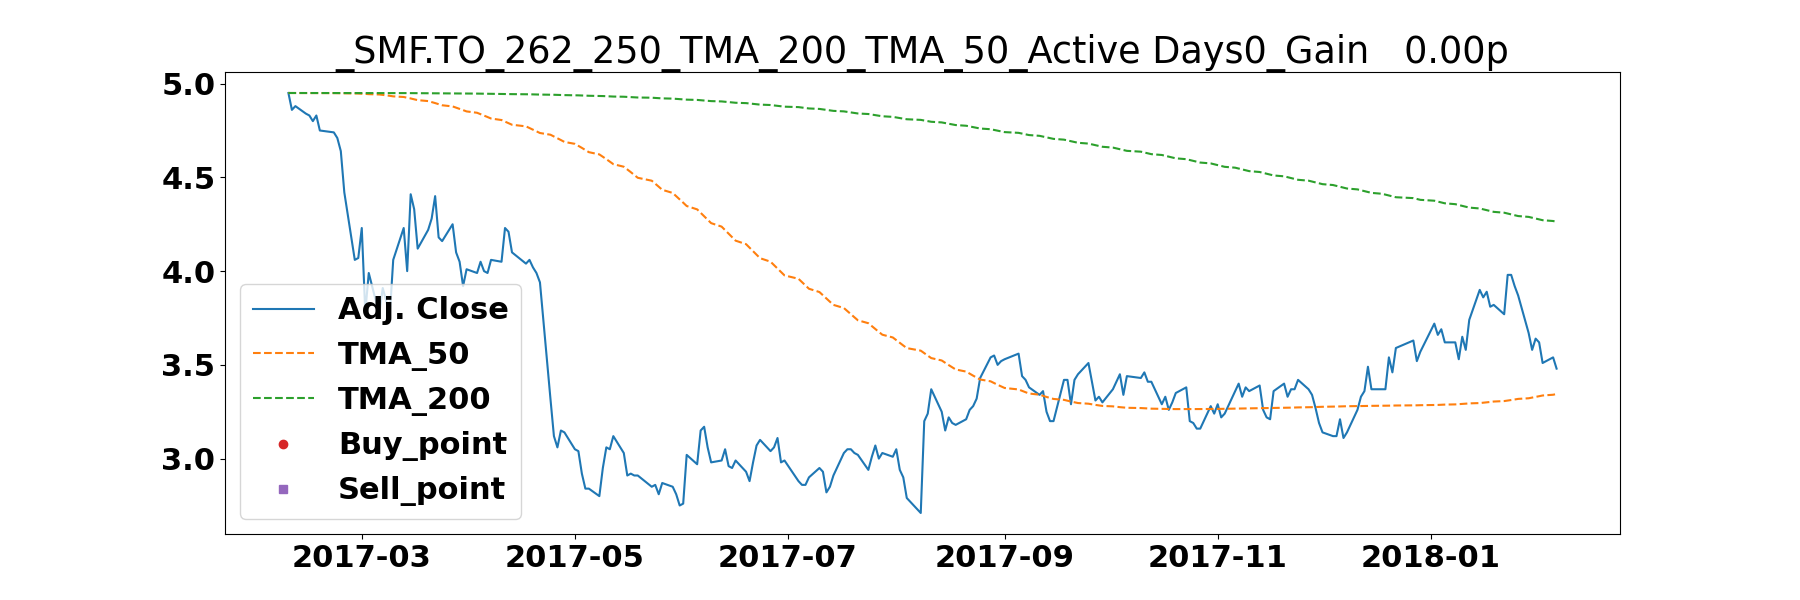 _SMF.TO_262_250_TMA_200_TMA_50_Active Days0_Gain   0.00p
5.0
4.5
4.0
3.5
3.0
Adj. Close
TMA_50
TMA_200
Buy_point
Sell_point
2017-03 2017-05 2017-07 2017-09 2017-11 2018-01